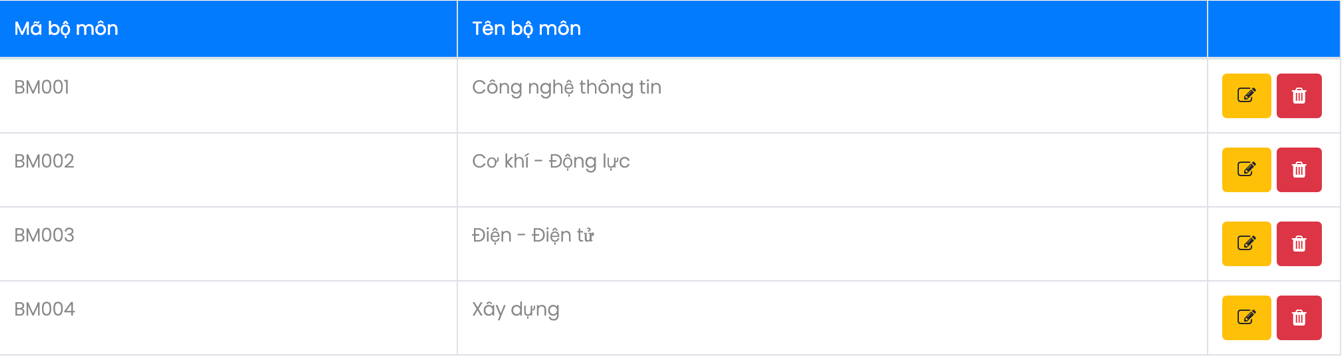 Mã bộ môn Tên bộ môn
BM001 Công nghệ thông tin
BM002 Cơ khí - Động lực
BM003 Điện - Điện tử
BM004 Xây dựng